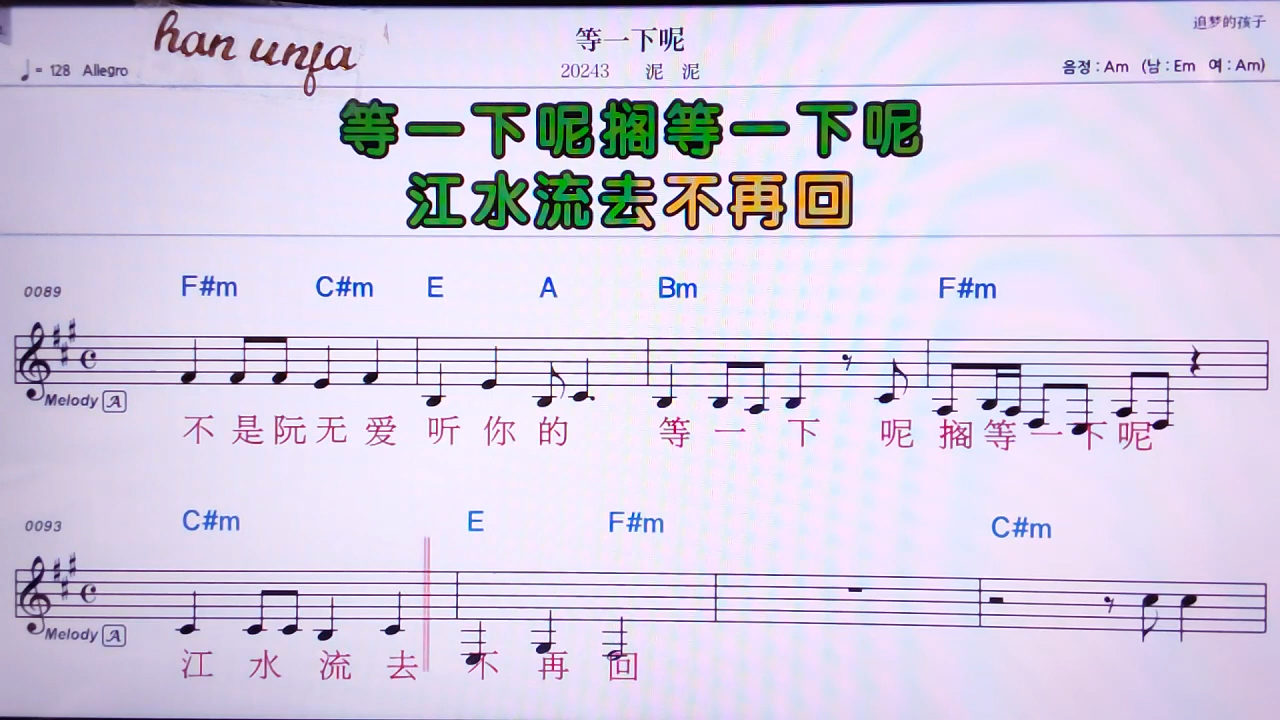 han unja
等一下呢
追梦的孩子
20243 泥 泥
= 128 Allegro
음정 : Am (남 : Em 여 : Am)
等一下呢搁等一下呢
江水流去不再回
0089 F#m C#m E A Bm F#m
Melody A
不是阮无爱 听你的 等一下 呢搁等一下呢
0093 C#m E F#m C#m
Melody A
江水流去 不再回